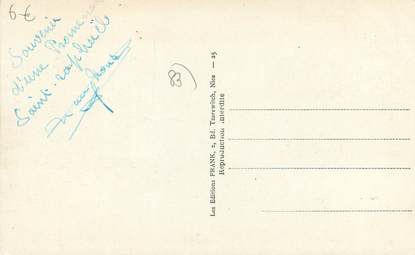 6 €
Souvenir
d'une Prome
Saint-raphaël
83
Les Editions FRANK, 2, Bd. Tzarewitch, Nice — 25
Reproduction interdite